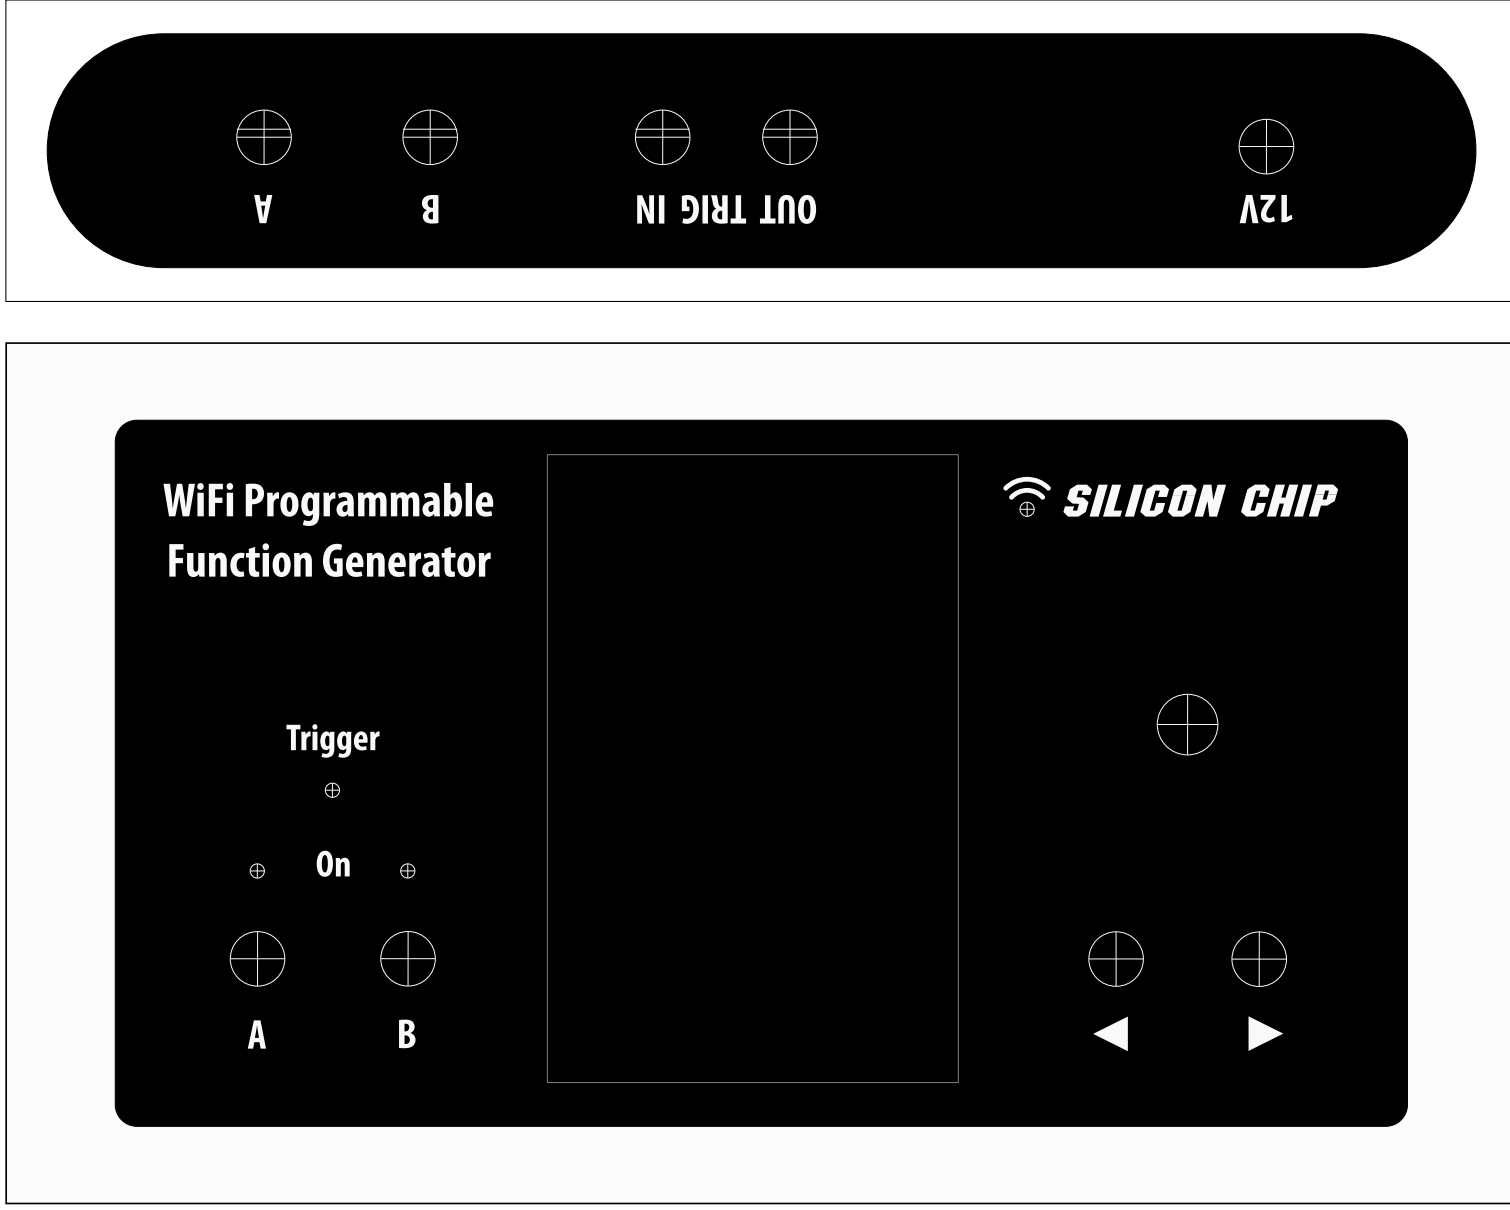 12V OUT TRIG IN B A
WiFi Programmable
Function Generator
SILICON CHIP
Trigger
On
A B